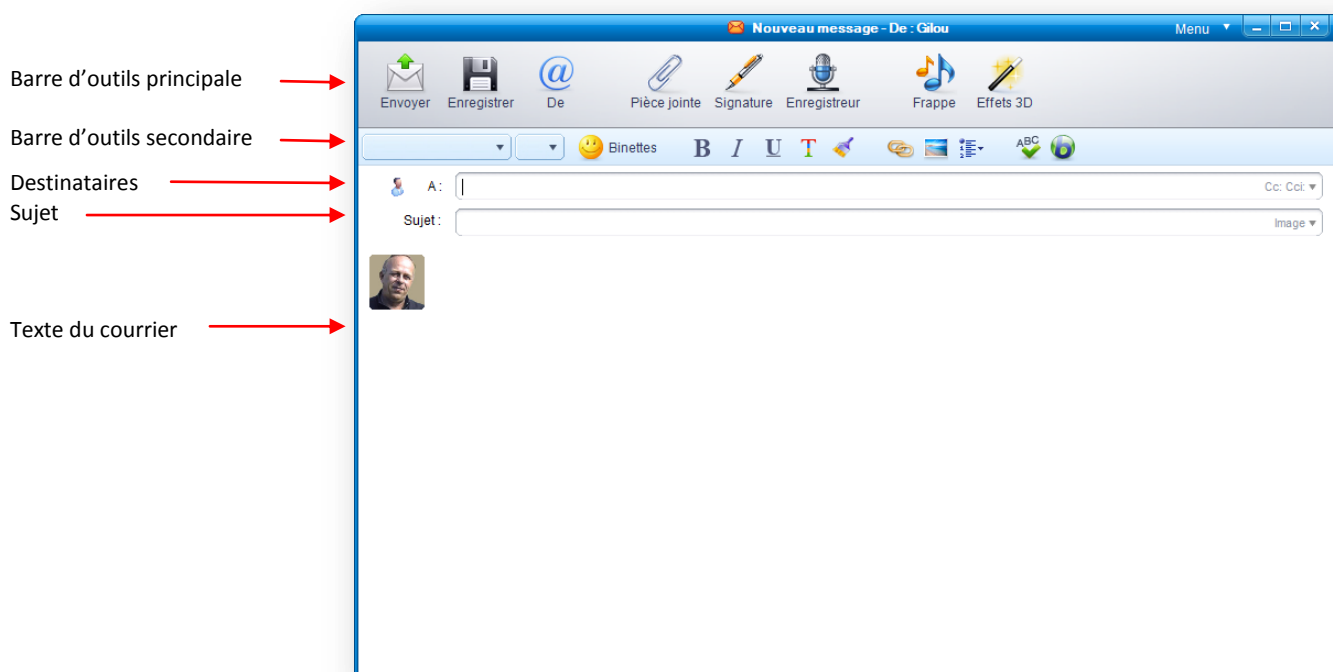 Nouveau message - De : Gilou
Menu
Barre d’outils principale
Envoyer Enregistrer De Pièce jointe Signature Enregistreur Frappe Effets 3D
Barre d’outils secondaire
Binettes B I U T ABC
Destinataires
A : Cc: Cci:
Sujet
Sujet : Image
Texte du courrier